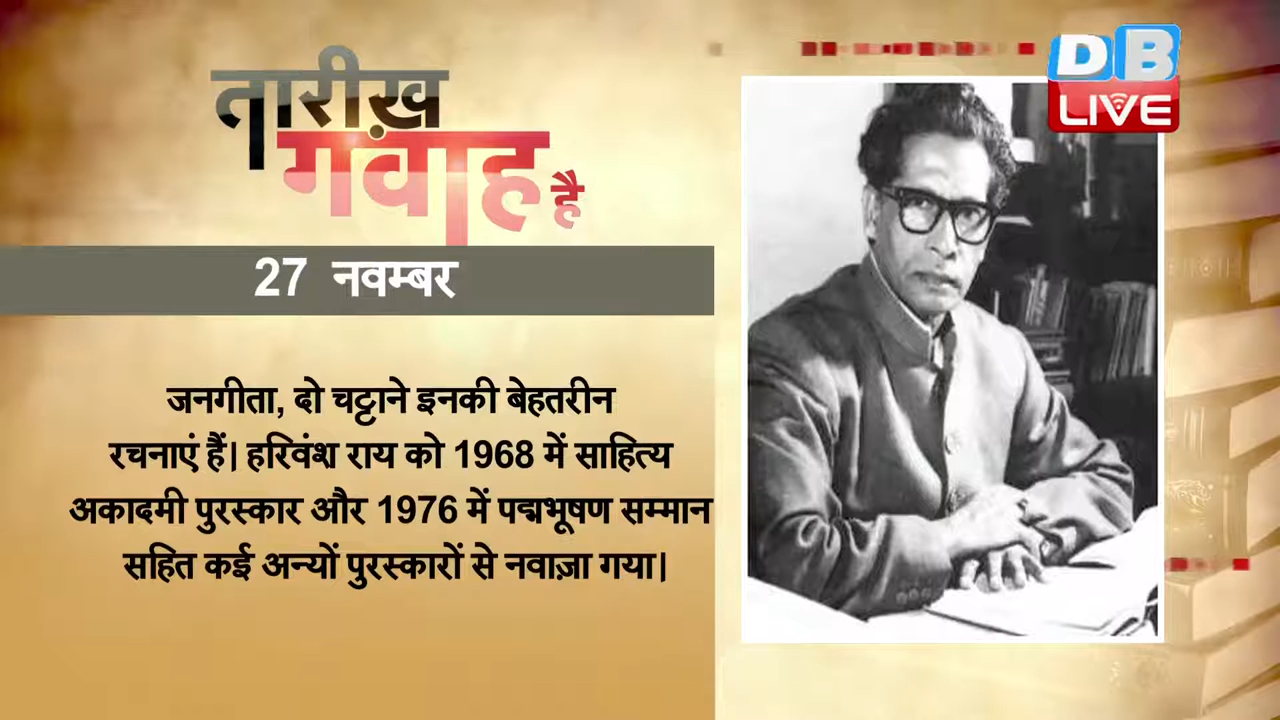 तारीख़
गवाह है
DB
LIVE
27 नवम्बर
जनगीता, दो चट्टाने इनकी बेहतरीन
रचनाएं हैं। हरिवंश राय को 1968 में साहित्य
अकादमी पुरस्कार और 1976 में पद्मभूषण सम्मान
सहित कई अन्यों पुरस्कारों से नवाज़ा गया।